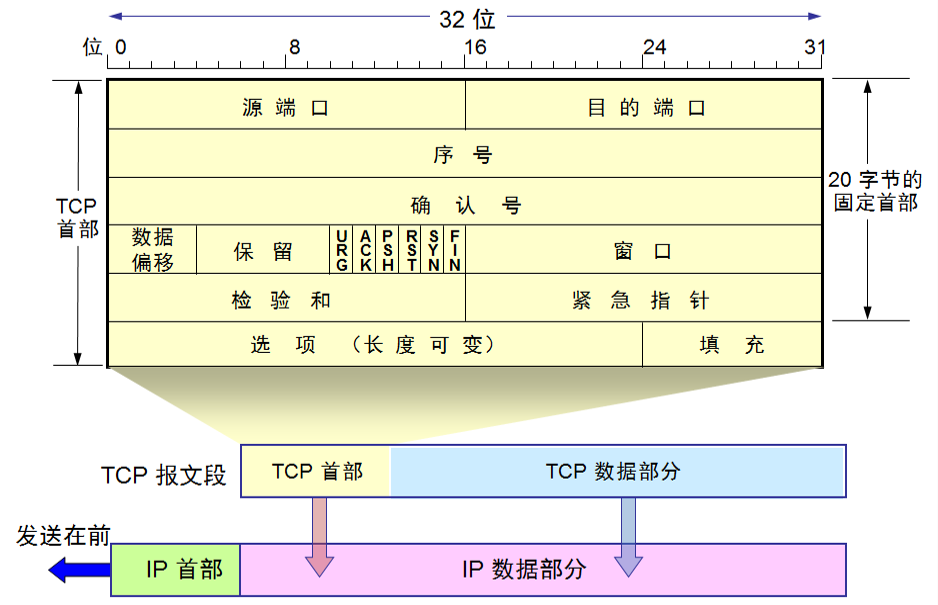 32 位
位 0 8 16 24 31
源 端 口 目 的 端 口
序 号
确 认 号
TCP
首部
20 字节的
固定首部
数据
偏移
保 留
URG
ACK
PSH
RST
SYN
FIN
窗 口
检 验 和 紧 急 指 针
选 项 （长 度 可 变） 填 充
TCP 报文段 TCP 首部 TCP 数据部分
发送在前
IP 首部 IP 数据部分